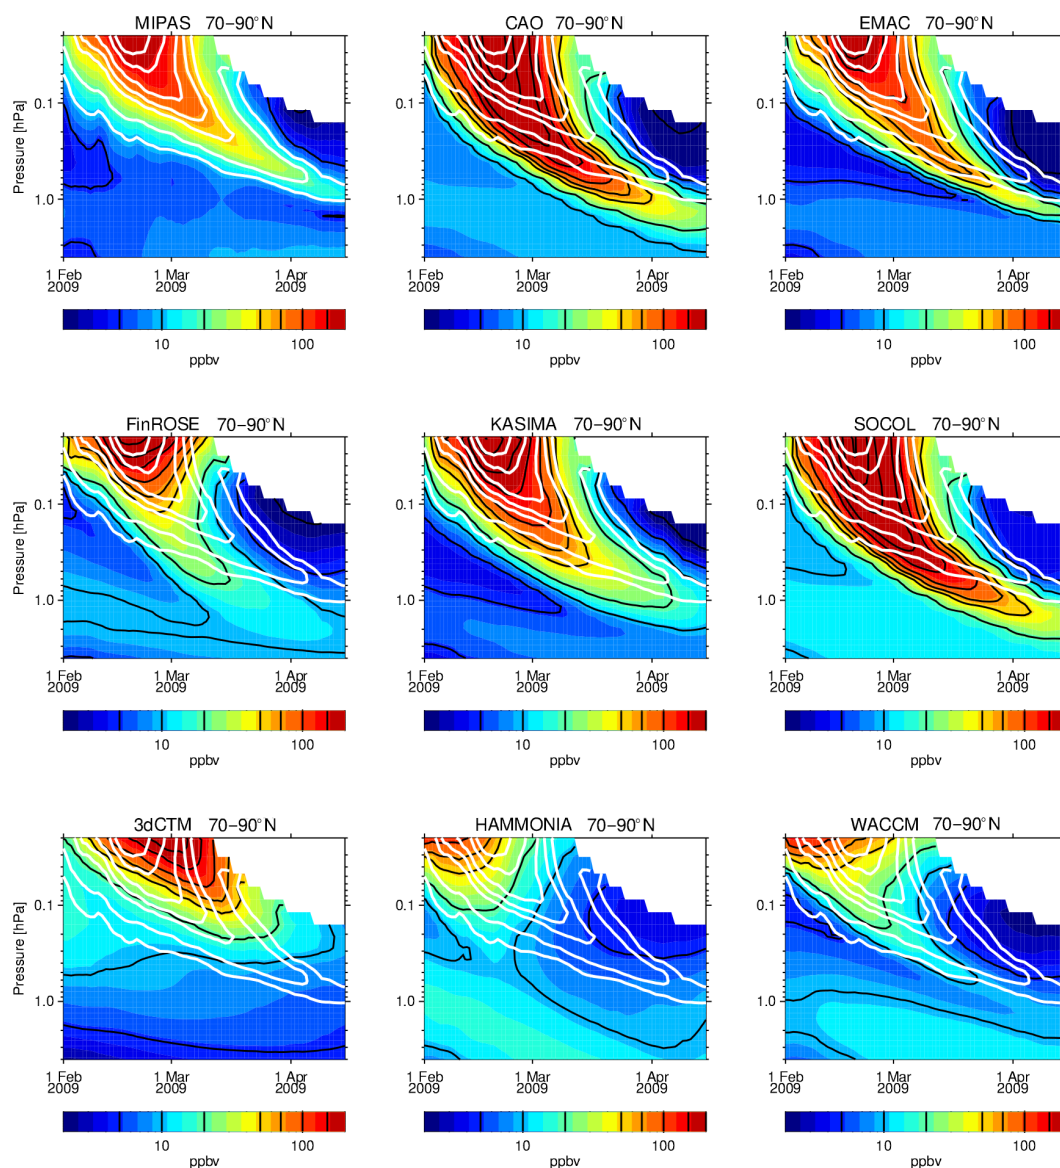 MIPAS 70−90°N
CAO 70−90°N
EMAC 70−90°N
Pressure [hPa]
0.1
1.0
1 Feb 1 Mar 1 Apr
2009 2009 2009
1 Feb 1 Mar 1 Apr
2009 2009 2009
1 Feb 1 Mar 1 Apr
2009 2009 2009
10 100
10 100
10 100
ppbv
ppbv
ppbv
FinROSE 70−90°N
KASIMA 70−90°N
SOCOL 70−90°N
Pressure [hPa]
0.1
1.0
1 Feb 1 Mar 1 Apr
2009 2009 2009
1 Feb 1 Mar 1 Apr
2009 2009 2009
1 Feb 1 Mar 1 Apr
2009 2009 2009
10 100
10 100
10 100
ppbv
ppbv
ppbv
3dCTM 70−90°N
HAMMONIA 70−90°N
WACCM 70−90°N
Pressure [hPa]
0.1
1.0
1 Feb 1 Mar 1 Apr
2009 2009 2009
1 Feb 1 Mar 1 Apr
2009 2009 2009
1 Feb 1 Mar 1 Apr
2009 2009 2009
10 100
10 100
10 100
ppbv
ppbv
ppbv